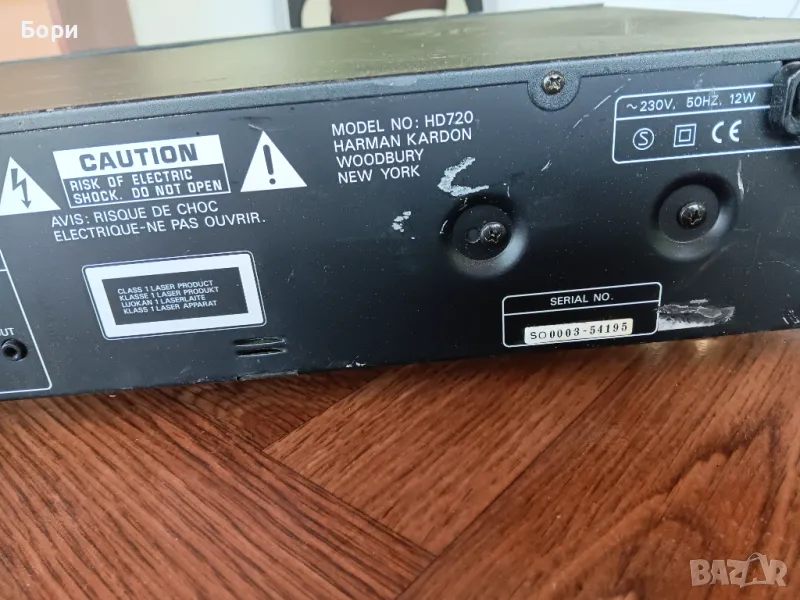 Бори
CAUTION
RISK OF ELECTRIC
SHOCK. DO NOT OPEN
AVIS: RISQUE DE CHOC
ELECTRIQUE-NE PAS OUVRIR.
MODEL NO: HD720
HARMAN KARDON
WOODBURY
NEW YORK
~230V, 50HZ, 12W
S CE
CLASS 1 LASER PRODUCT
KLASSE 1 LASER PRODUKT
LUOKAN 1 LASERLAITE
KLASS 1 LASER APPARAT
SERIAL NO.
SO0003-54195
UT
BAZAR